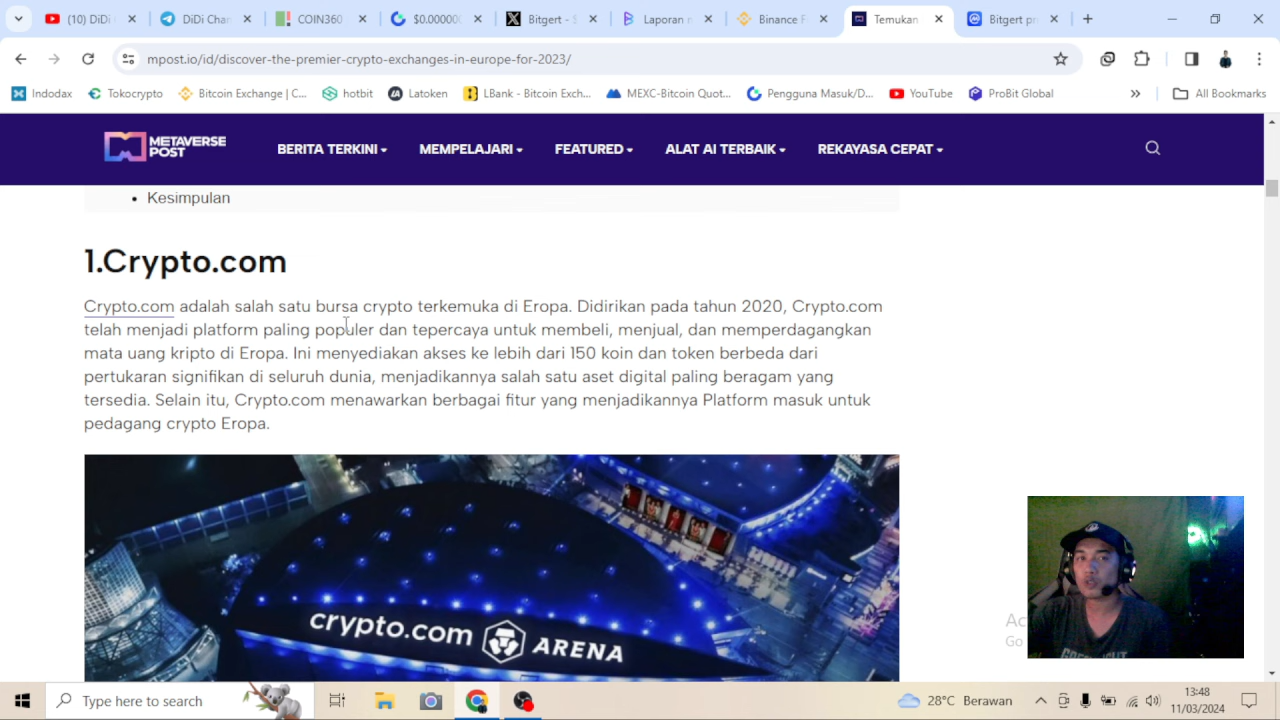 (10) DiDi
DiDi Chan
COIN360
$0.00000
Bitgert - $
Laporan
Binance F
Temukan
Bitgert pr
mpost.io/id/discover-the-premier-crypto-exchanges-in-europe-for-2023/
Indodax
Tokocrypto
Bitcoin Exchange | C...
hotbit
Latoken
LBank - Bitcoin Exch...
MEXC-Bitcoin Quot...
Pengguna Masuk/D...
YouTube
ProBit Global
All Bookmarks
METAVERSE
POST
BERITA TERKINI
MEMPELAJARI
FEATURED
ALAT AI TERBAIK
REKAYASA CEPAT
• Kesimpulan
1.Crypto.com
Crypto.com adalah salah satu bursa crypto terkemuka di Eropa. Didirikan pada tahun 2020, Crypto.com
telah menjadi platform paling populer dan tepercaya untuk membeli, menjual, dan memperdagangkan
mata uang kripto di Eropa. Ini menyediakan akses ke lebih dari 150 koin dan token berbeda dari
pertukaran signifikan di seluruh dunia, menjadikannya salah satu aset digital paling beragam yang
tersedia. Selain itu, Crypto.com menawarkan berbagai fitur yang menjadikannya Platform masuk untuk
pedagang crypto Eropa.
crypto.com ARENA
Ac
Go
Type here to search
28°C Berawan
13:48
11/03/2024